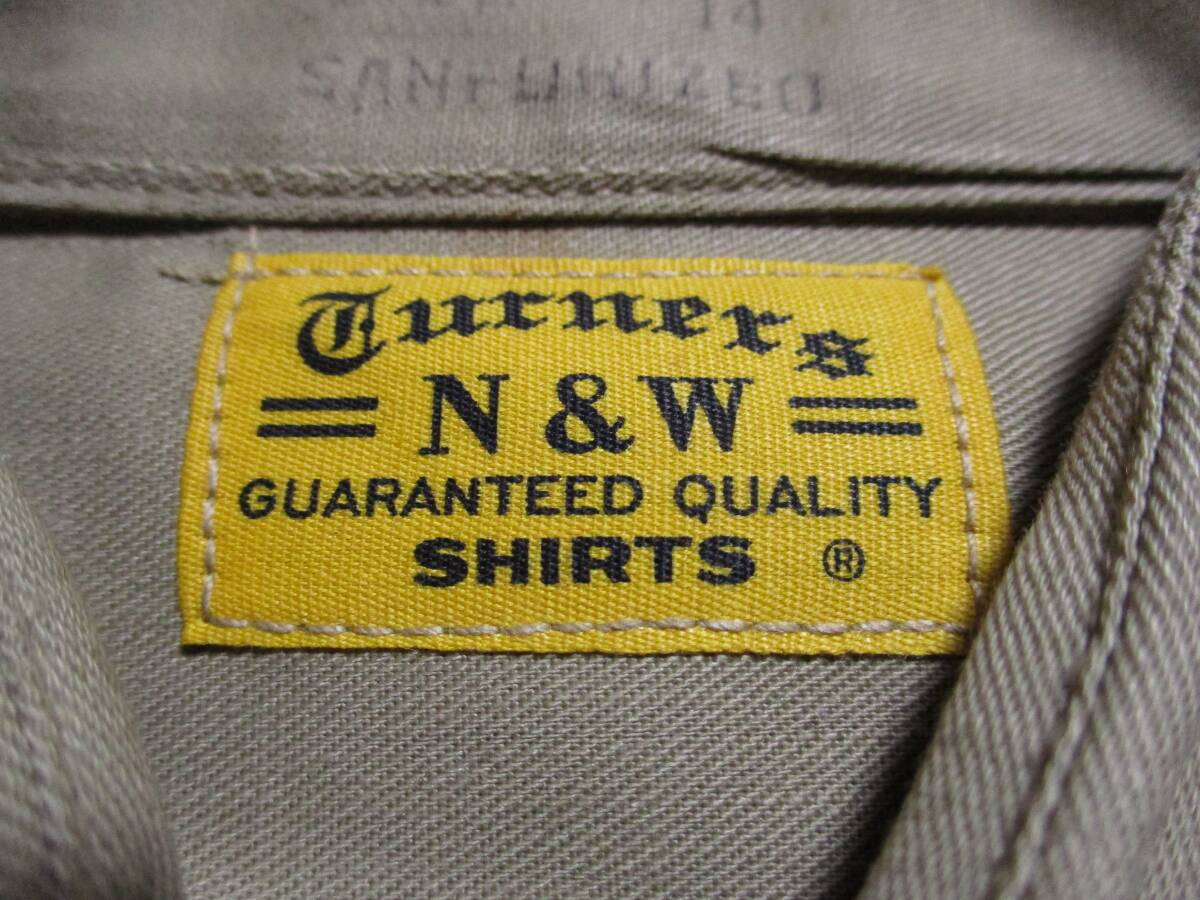 14
SANFORIZED
Turners
N & W
GUARANTEED QUALITY
SHIRTS ®